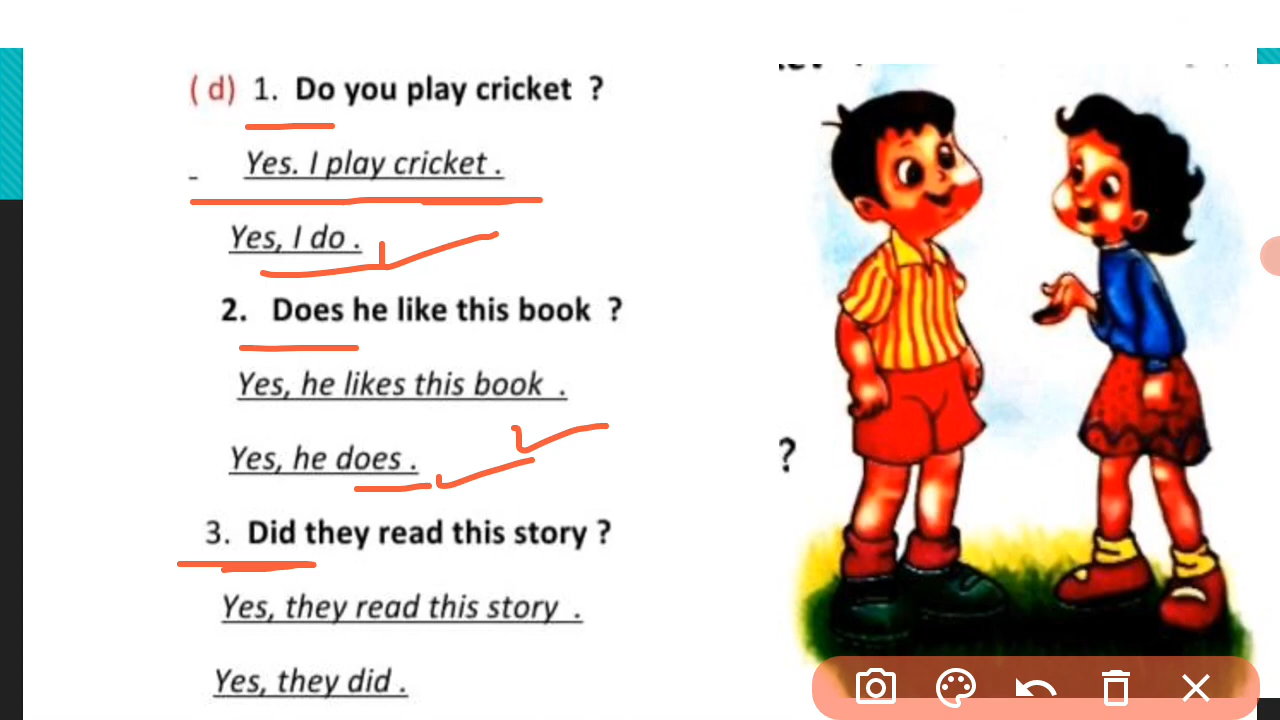 ( d) 1. Do you play cricket ?
_ Yes. I play cricket .
Yes, I do .
2. Does he like this book ?
Yes, he likes this book .
Yes, he does .
?
3. Did they read this story ?
Yes, they read this story .
Yes, they did .